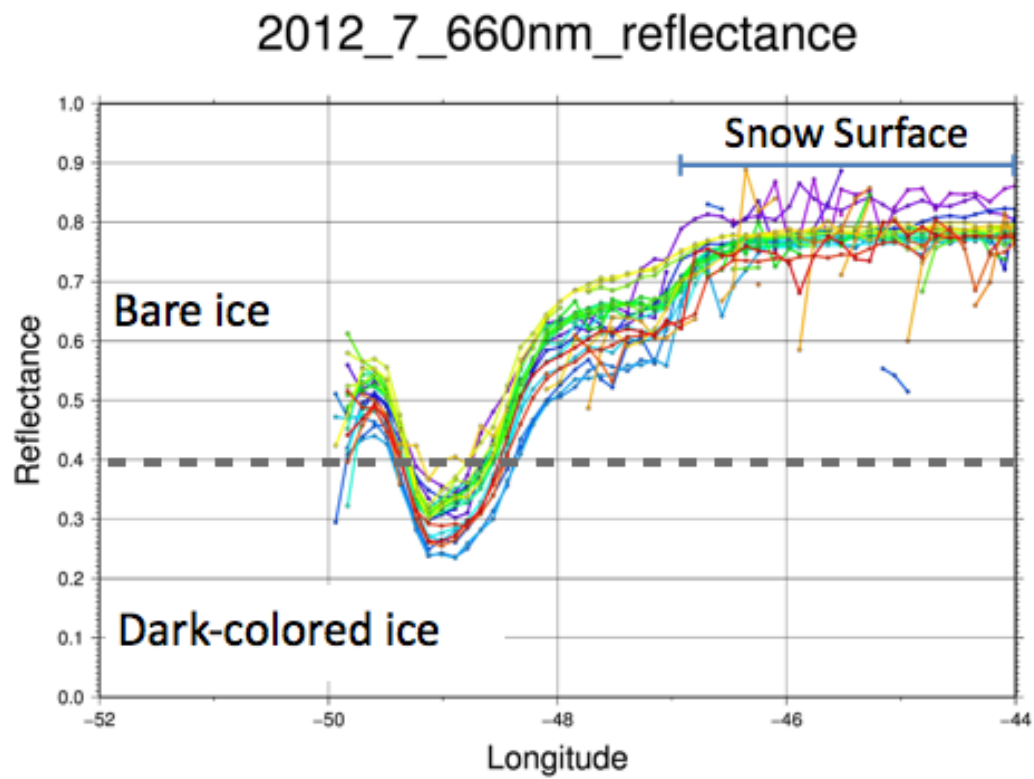 2012_7_660nm_reflectance
1.0
0.9
0.8
0.7
0.6
0.5
0.4
0.3
0.2
0.1
0.0
Reflectance
Snow Surface
Bare ice
Dark-colored ice
−52
−50
−48
−46
−44
Longitude